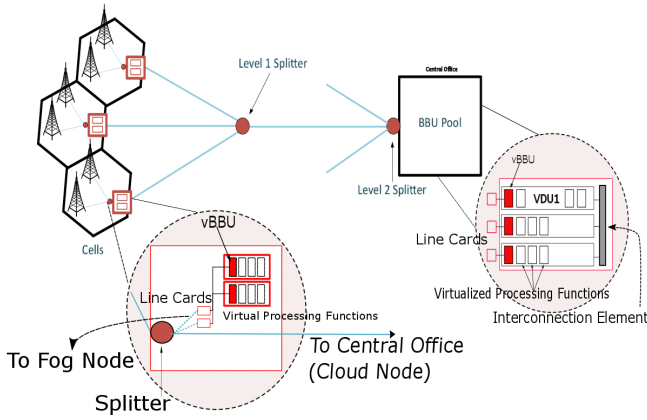 Level 1 Splitter
Central Office
BBU Pool
Level 2 Splitter
Cells
vBBU
VDU1
Line Cards
Virtualized Processing Functions
Interconnection Element
vBBU
Line Cards
Virtual Processing Functions
To Fog Node
To Central Office
(Cloud Node)
Splitter